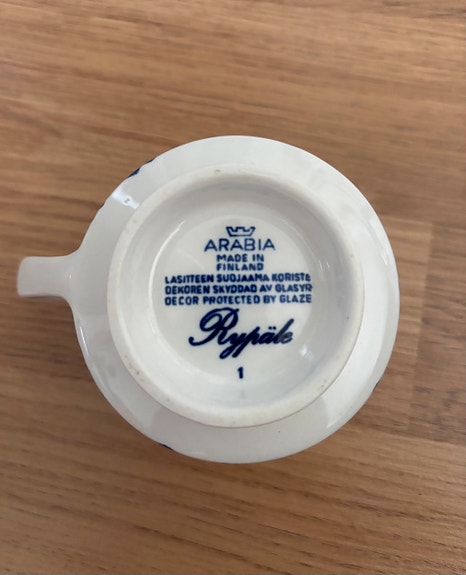 ARABIA
MADE IN
FINLAND
LASITTEEN SUOJAAMA KORISTE
DEKOREN SKYDDAD AV GLASYR
DECOR PROTECTED BY GLAZE
Rypäle
1